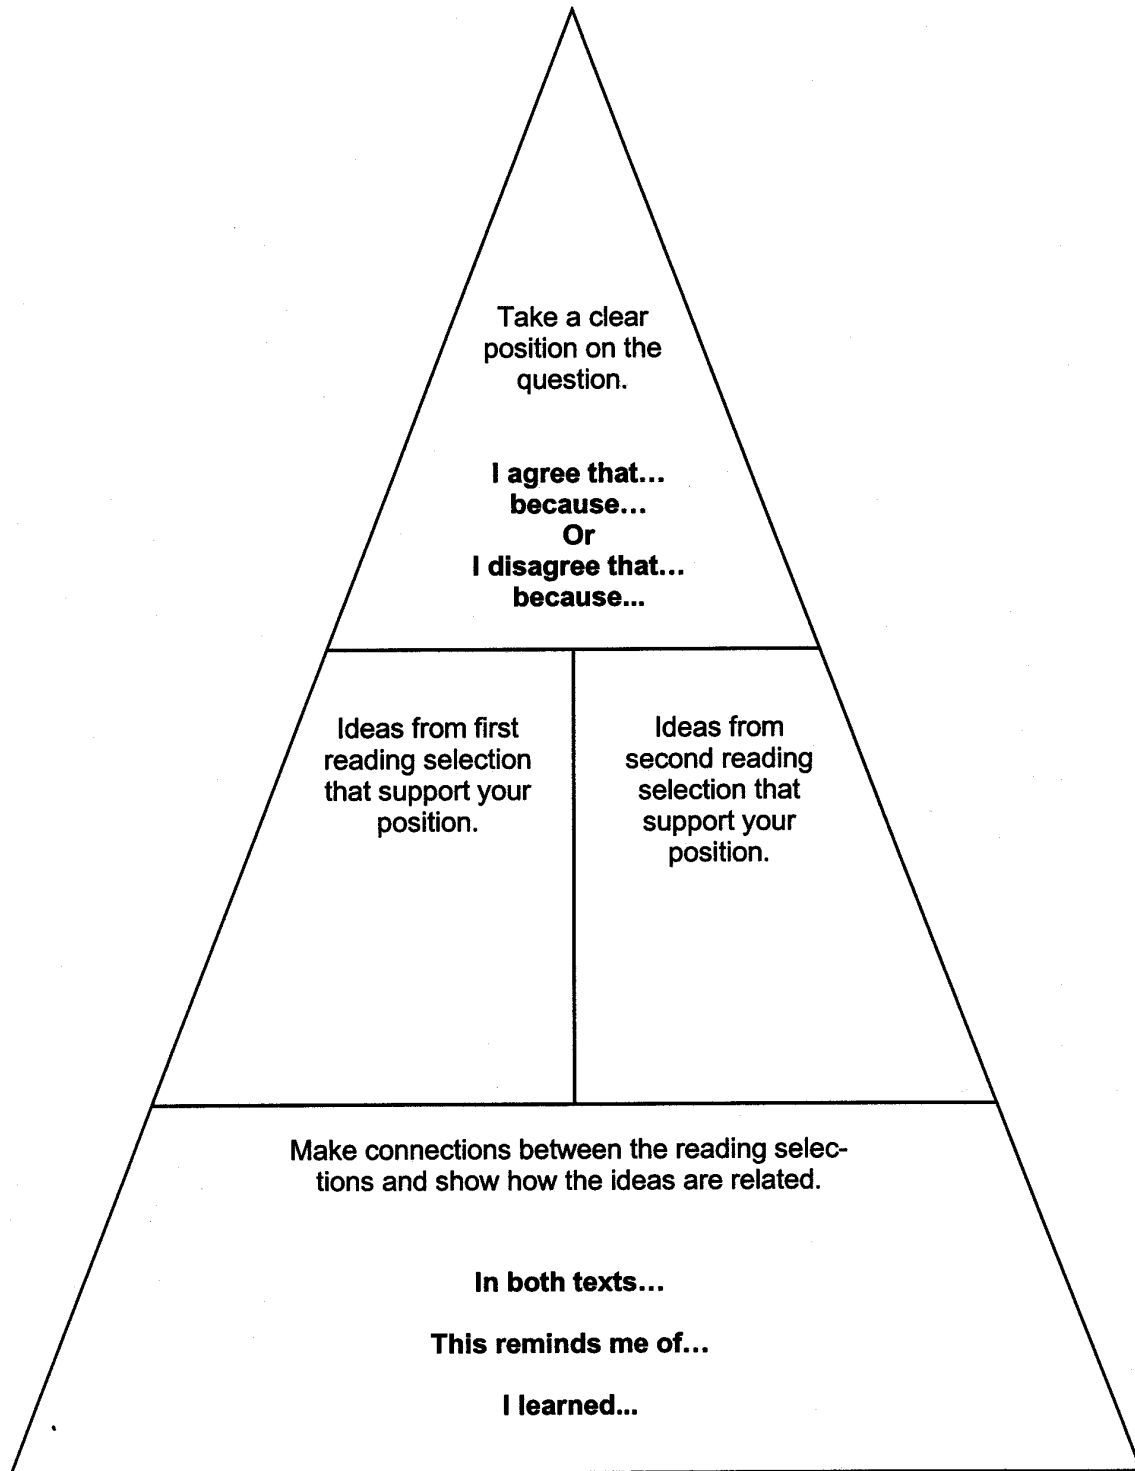 Take a clear
position on the
question.
I agree that...
because...
Or
I disagree that...
because...
Ideas from first
reading selection
that support your
position.
Ideas from
second reading
selection that
support your
position.
Make connections between the reading selec-
tions and show how the ideas are related.
In both texts...
This reminds me of...
I learned...